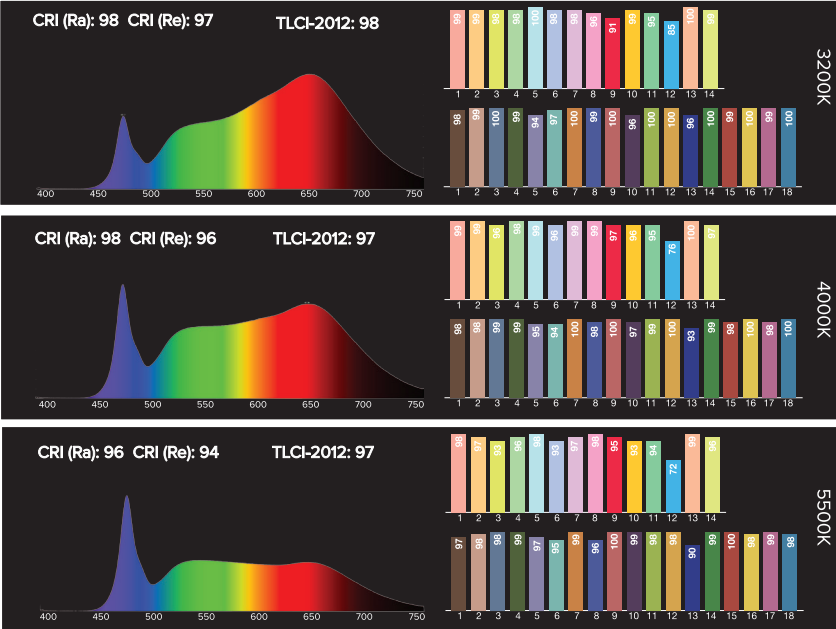 CRI (Ra): 98 CRI (Re): 97 TLCI-2012: 98
99 99 98 98 100 98 98 96 91 99 95 85 100 99
1 2 3 4 5 6 7 8 9 10 11 12 13 14
98 99 100 99 94 97 100 99 100 96 100 100 96 100 99 100 99 100
1 2 3 4 5 6 7 8 9 10 11 12 13 14 15 16 17 18
400 450 500 550 600 650 700 750
3200K
CRI (Ra): 98 CRI (Re): 96 TLCI-2012: 97
99 99 96 98 99 96 99 99 97 96 95 76 100 97
1 2 3 4 5 6 7 8 9 10 11 12 13 14
98 98 99 99 95 94 100 98 100 97 99 100 93 99 98 100 98 100
1 2 3 4 5 6 7 8 9 10 11 12 13 14 15 16 17 18
400 450 500 550 600 650 700 750
4000K
CRI (Ra): 96 CRI (Re): 94 TLCI-2012: 97
98 97 93 96 98 93 97 98 95 93 94 72 99 96
1 2 3 4 5 6 7 8 9 10 11 12 13 14
97 98 98 99 97 95 99 96 100 99 98 98 90 99 100 98 99 98
1 2 3 4 5 6 7 8 9 10 11 12 13 14 15 16 17 18
400 450 500 550 600 650 700 750
5500K